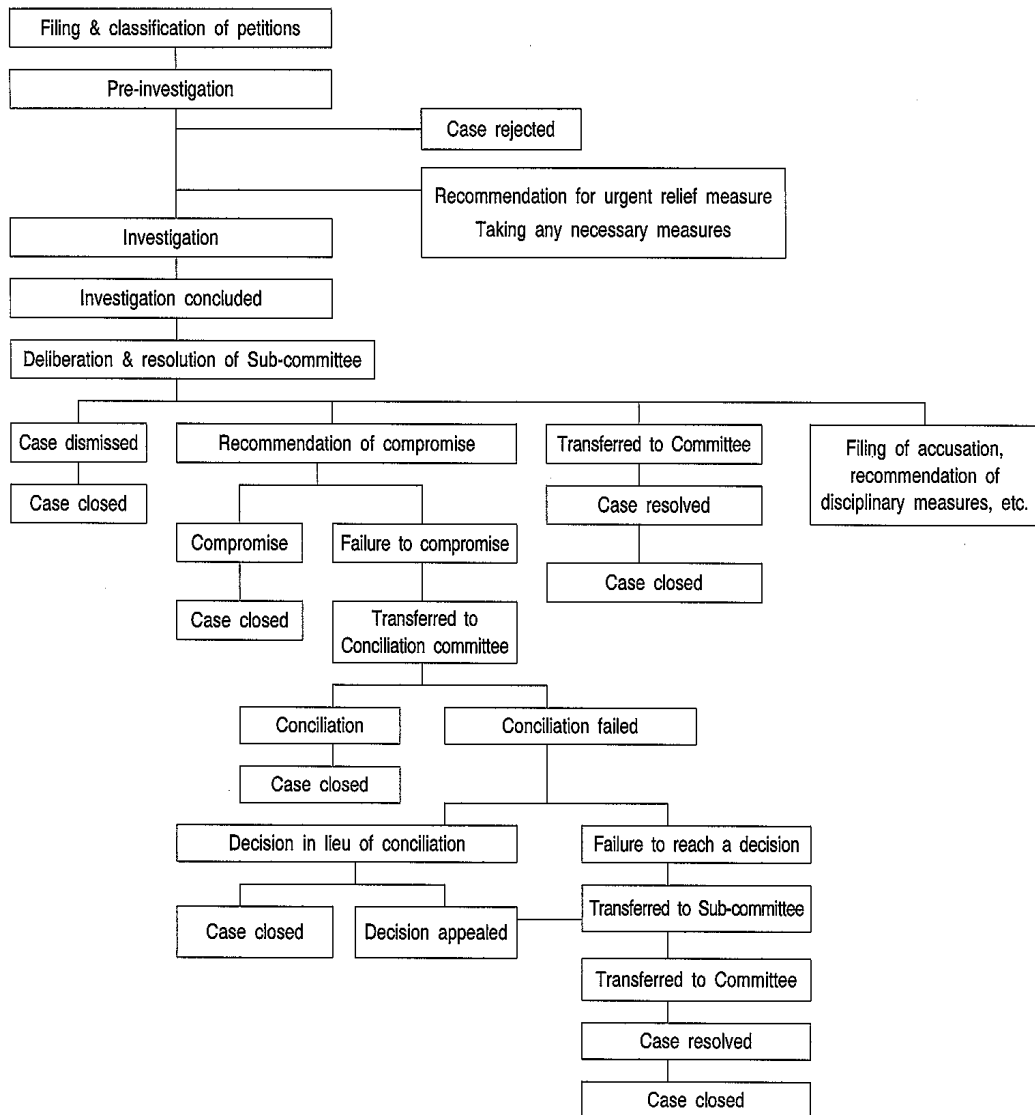 Filing & classification of petitions
Pre-investigation
Case rejected
Recommendation for urgent relief measure
Taking any necessary measures
Investigation
Investigation concluded
Deliberation & resolution of Sub-committee
Case dismissed
Recommendation of compromise
Transferred to Committee
Filing of accusation,
recommendation of
disciplinary measures, etc.
Case closed
Case resolved
Compromise
Failure to compromise
Case closed
Case closed
Transferred to
Conciliation committee
Conciliation
Conciliation failed
Case closed
Decision in lieu of conciliation
Failure to reach a decision
Case closed
Decision appealed
Transferred to Sub-committee
Transferred to Committee
Case resolved
Case closed